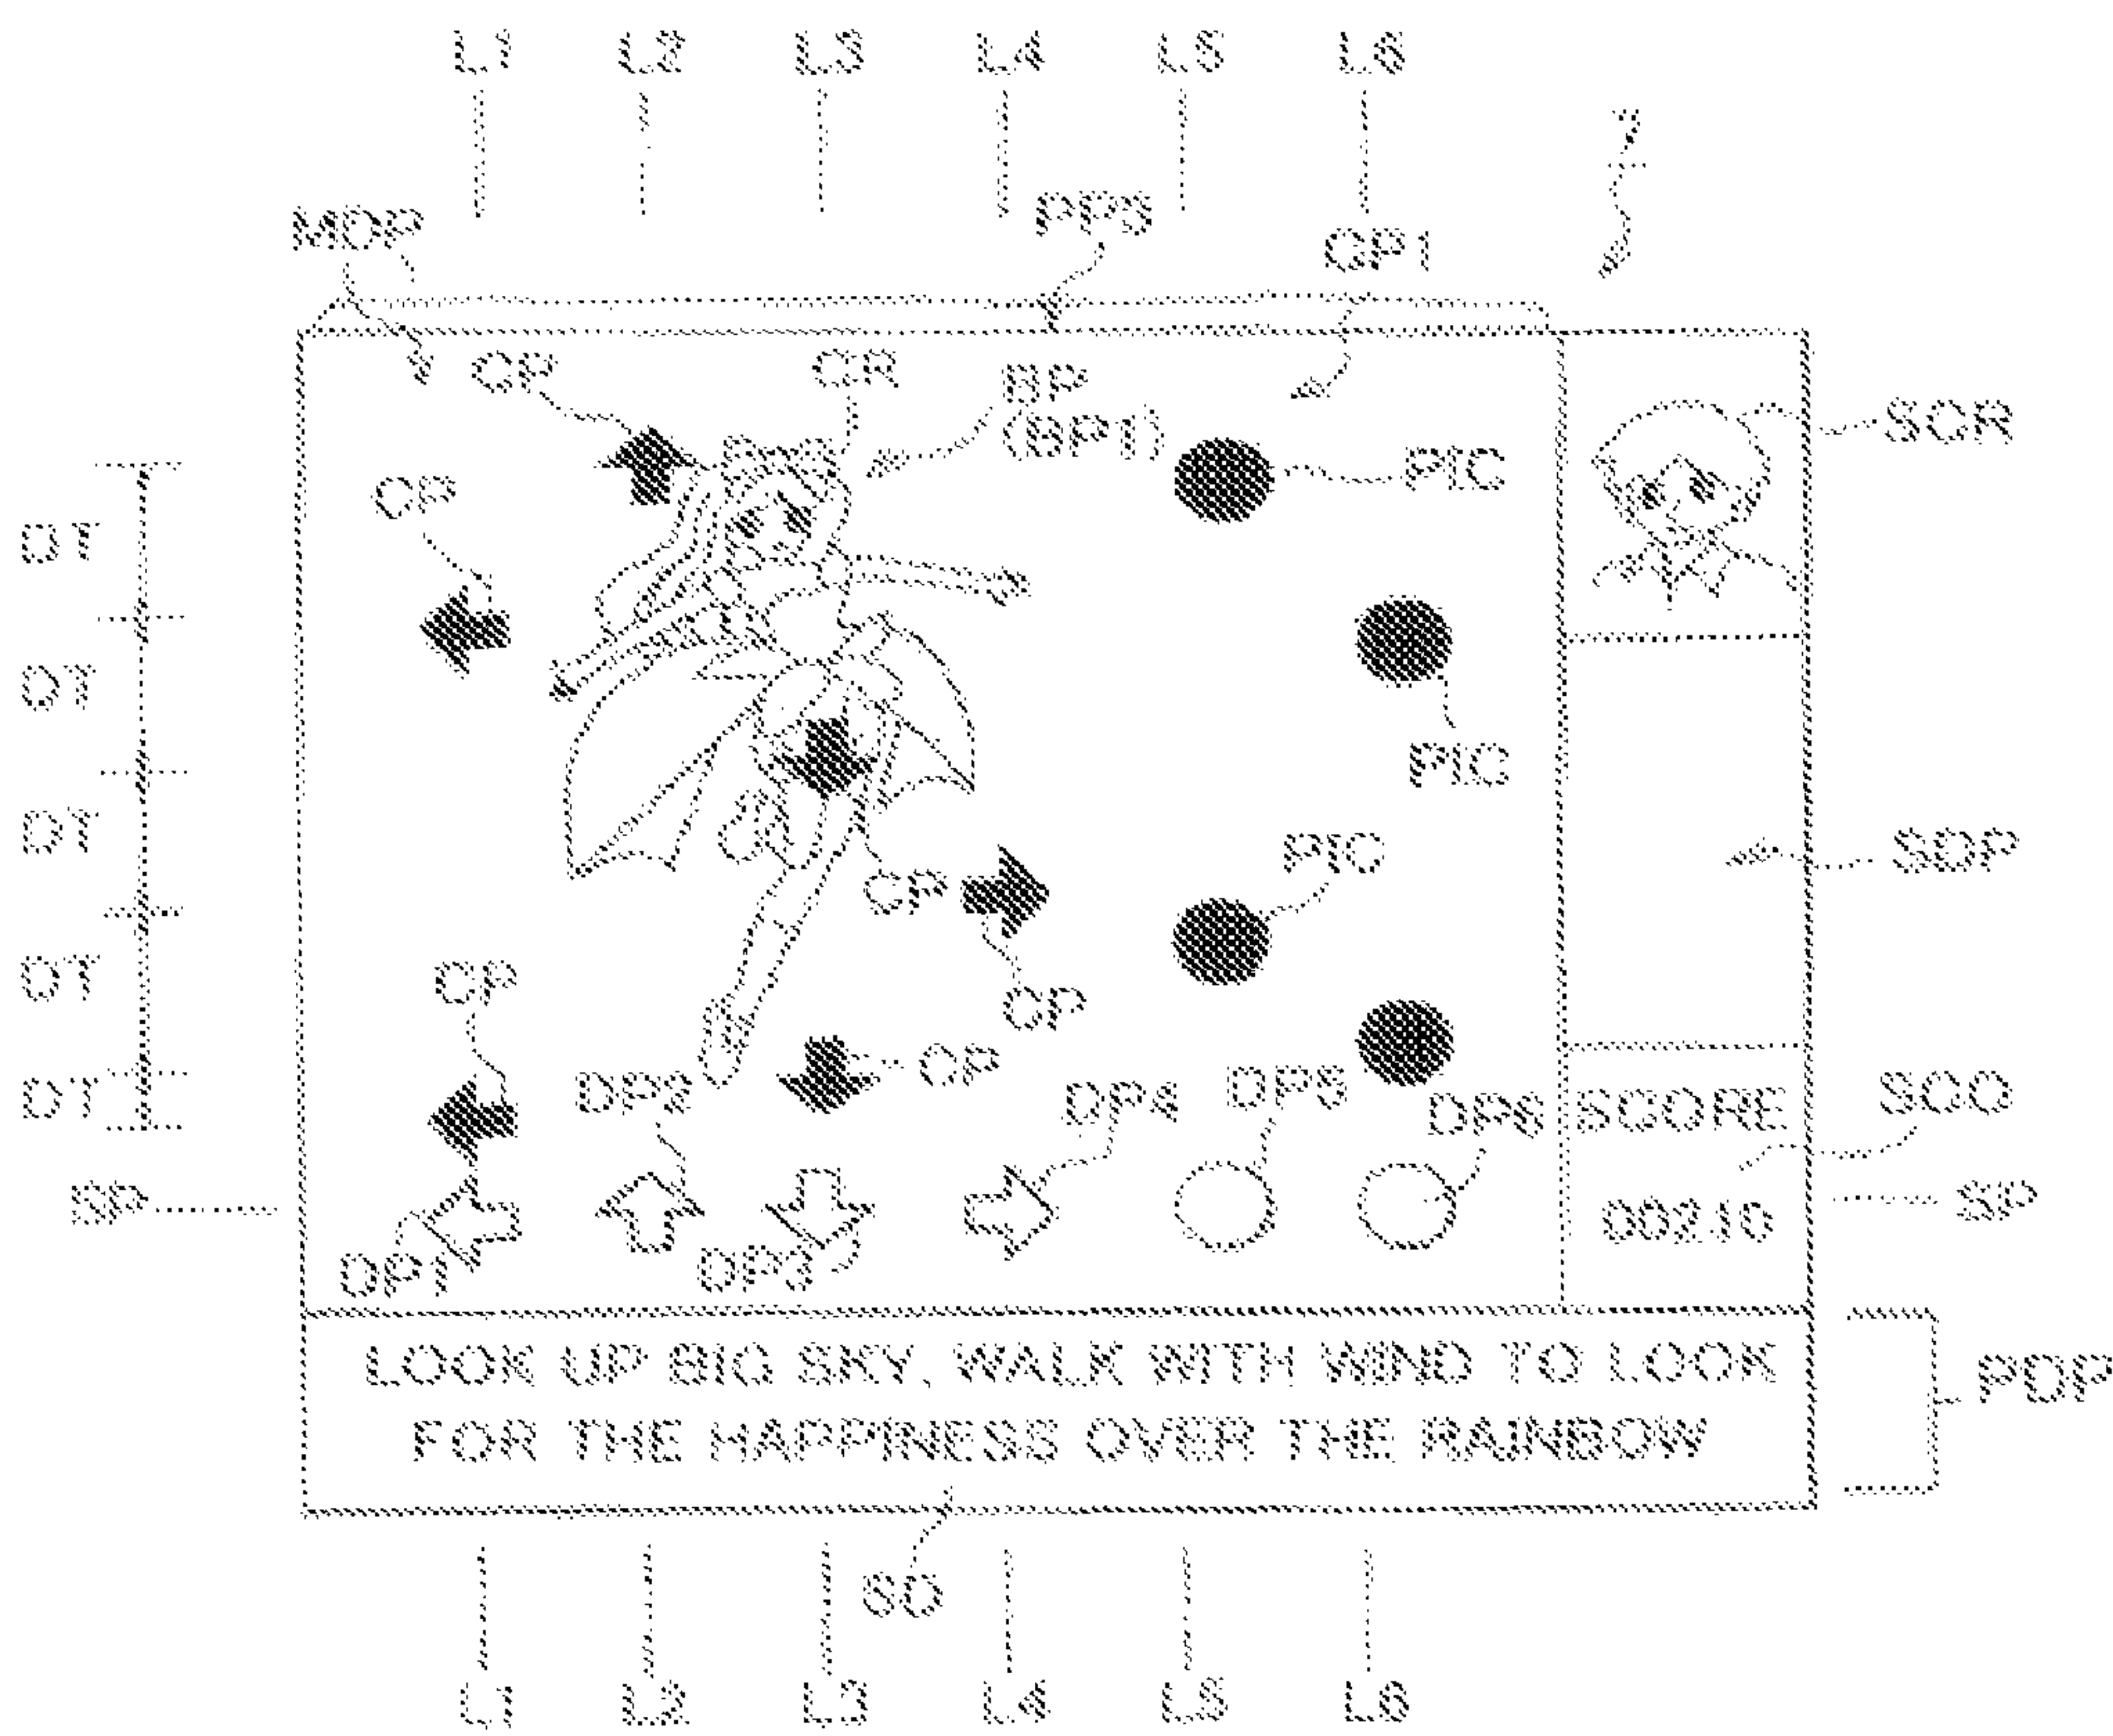 L1 L2 L3 L4 L5 L6
7
MDP PP3 GP1
CP CR BP
(BP1)
SCR
CP PIC
DT
DT
PIC
DT PIC SDP
CP
DT CP CP
CP
DT DP2 DP4 DP5 DP6 SCORE SCO
SP 00210 SP
DP1 DP3
LOOK UP BIG SKY, WALK WITH WIND TO LOOK
FOR THE HAPPINESS OVER THE RAINBOW
PDP
SO
L1 L2 L3 L4 L5 L6